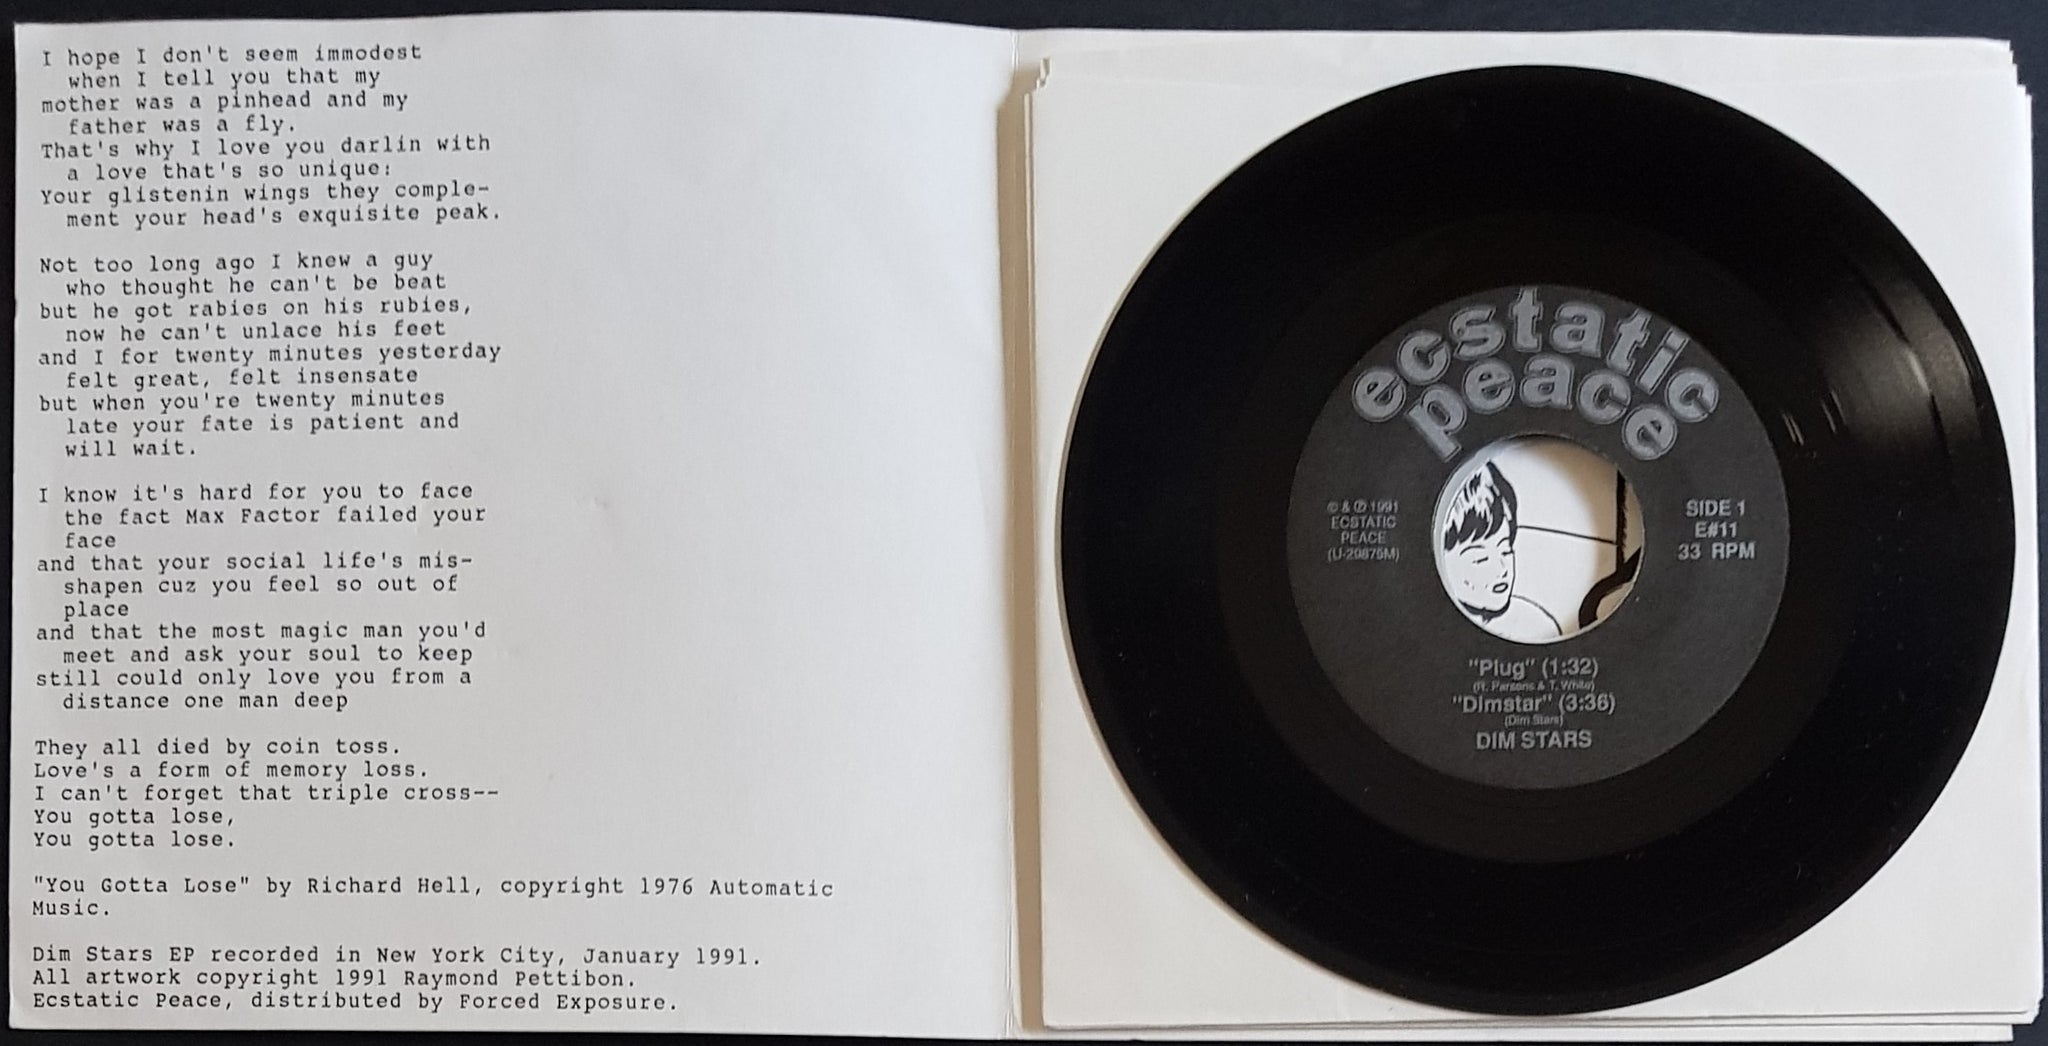 I hope I don't seem immodest
when I tell you that my
mother was a pinhead and my
father was a fly.
That's why I love you darlin with
a love that's so unique:
Your glistenin wings they comple-
ment your head's exquisite peak.
Not too long ago I knew a guy
who thought he can't be beat
but he got rabies on his rubies,
now he can't unlace his feet
and I for twenty minutes yesterday
felt great, felt insensate
but when you're twenty minutes
late your fate is patient and
will wait.
I know it's hard for you to face
the fact Max Factor failed your
face
and that your social life's mis-
shapen cuz you feel so out of
place
and that the most magic man you'd
meet and ask your soul to keep
still could only love you from a
distance one man deep
They all died by coin toss.
Love's a form of memory loss.
I can't forget that triple cross--
You gotta lose,
You gotta lose.
"You Gotta Lose" by Richard Hell, copyright 1976 Automatic
Music.
Dim Stars EP recorded in New York City, January 1991.
All artwork copyright 1991 Raymond Pettibon.
Ecstatic Peace, distributed by Forced Exposure.
ecstatic
peace
© & ℗ 1991
ECSTATIC
PEACE
(U-29875M)
SIDE 1
E#11
33 RPM
"Plug" (1:32)
(R. Parsons & T. White)
"Dimstar" (3:36)
(Dim Stars)
DIM STARS